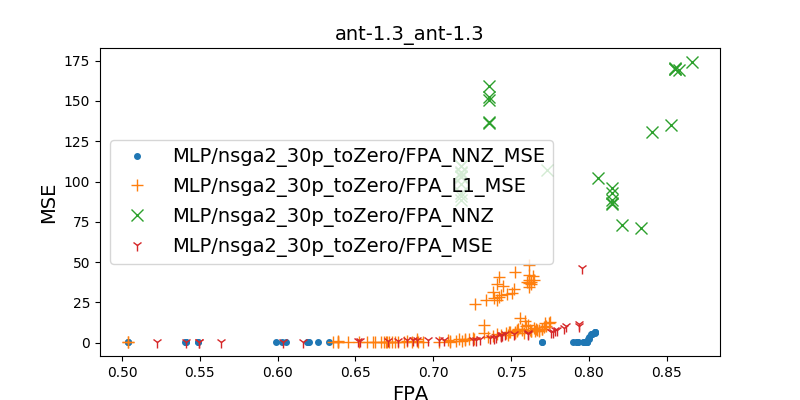 ant-1.3_ant-1.3
MSE
175
150
125
100
75
50
25
0
MLP/nsga2_30p_toZero/FPA_NNZ_MSE
MLP/nsga2_30p_toZero/FPA_L1_MSE
MLP/nsga2_30p_toZero/FPA_NNZ
MLP/nsga2_30p_toZero/FPA_MSE
0.50 0.55 0.60 0.65 0.70 0.75 0.80 0.85
FPA